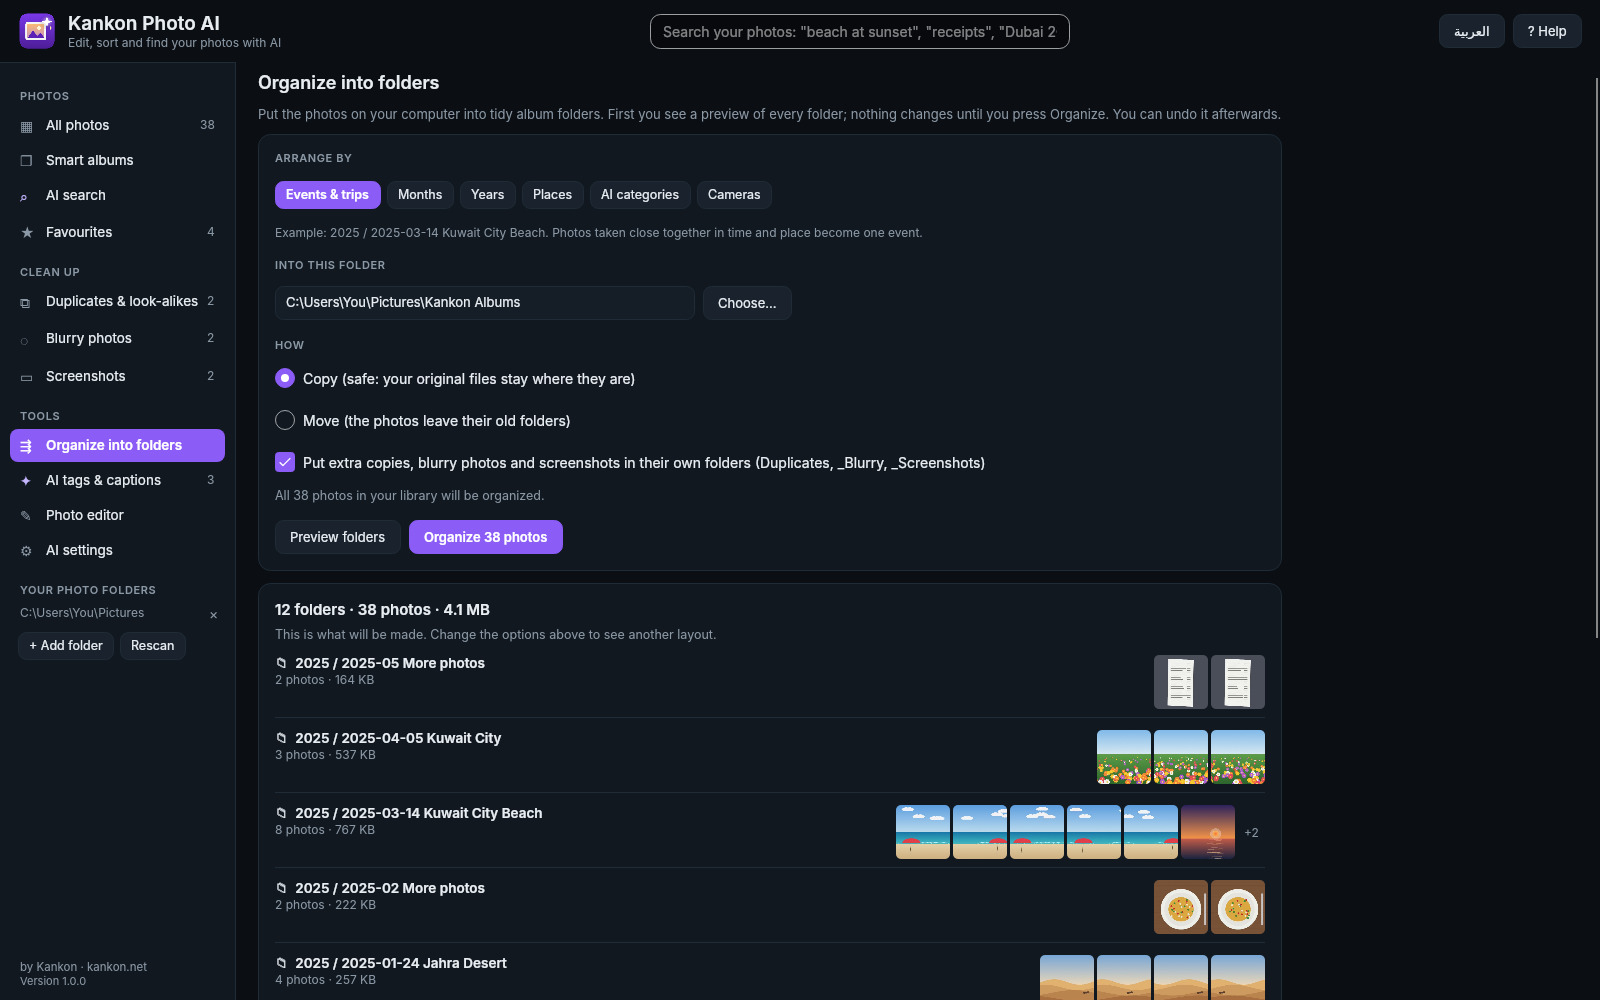 Kankon Photo AI
Edit, sort and find your photos with AI
Search your photos: "beach at sunset", "receipts", "Dubai 2
العربية
? Help
PHOTOS
All photos 38
Smart albums
AI search
Favourites 4
CLEAN UP
Duplicates & look-alikes 2
Blurry photos 2
Screenshots 2
TOOLS
Organize into folders
AI tags & captions 3
Photo editor
AI settings
YOUR PHOTO FOLDERS
C:\Users\You\Pictures ×
+ Add folder
Rescan
by Kankon · kankon.net
Version 1.0.0
Organize into folders
Put the photos on your computer into tidy album folders. First you see a preview of every folder; nothing changes until you press Organize. You can undo it afterwards.
ARRANGE BY
Events & trips
Months
Years
Places
AI categories
Cameras
Example: 2025 / 2025-03-14 Kuwait City Beach. Photos taken close together in time and place become one event.
INTO THIS FOLDER
C:\Users\You\Pictures\Kankon Albums
Choose...
HOW
Copy (safe: your original files stay where they are)
Move (the photos leave their old folders)
Put extra copies, blurry photos and screenshots in their own folders (Duplicates, _Blurry, _Screenshots)
All 38 photos in your library will be organized.
Preview folders
Organize 38 photos
12 folders · 38 photos · 4.1 MB
This is what will be made. Change the options above to see another layout.
2025 / 2025-05 More photos
2 photos · 164 KB
2025 / 2025-04-05 Kuwait City
3 photos · 537 KB
2025 / 2025-03-14 Kuwait City Beach
8 photos · 767 KB
+2
2025 / 2025-02 More photos
2 photos · 222 KB
2025 / 2025-01-24 Jahra Desert
4 photos · 257 KB